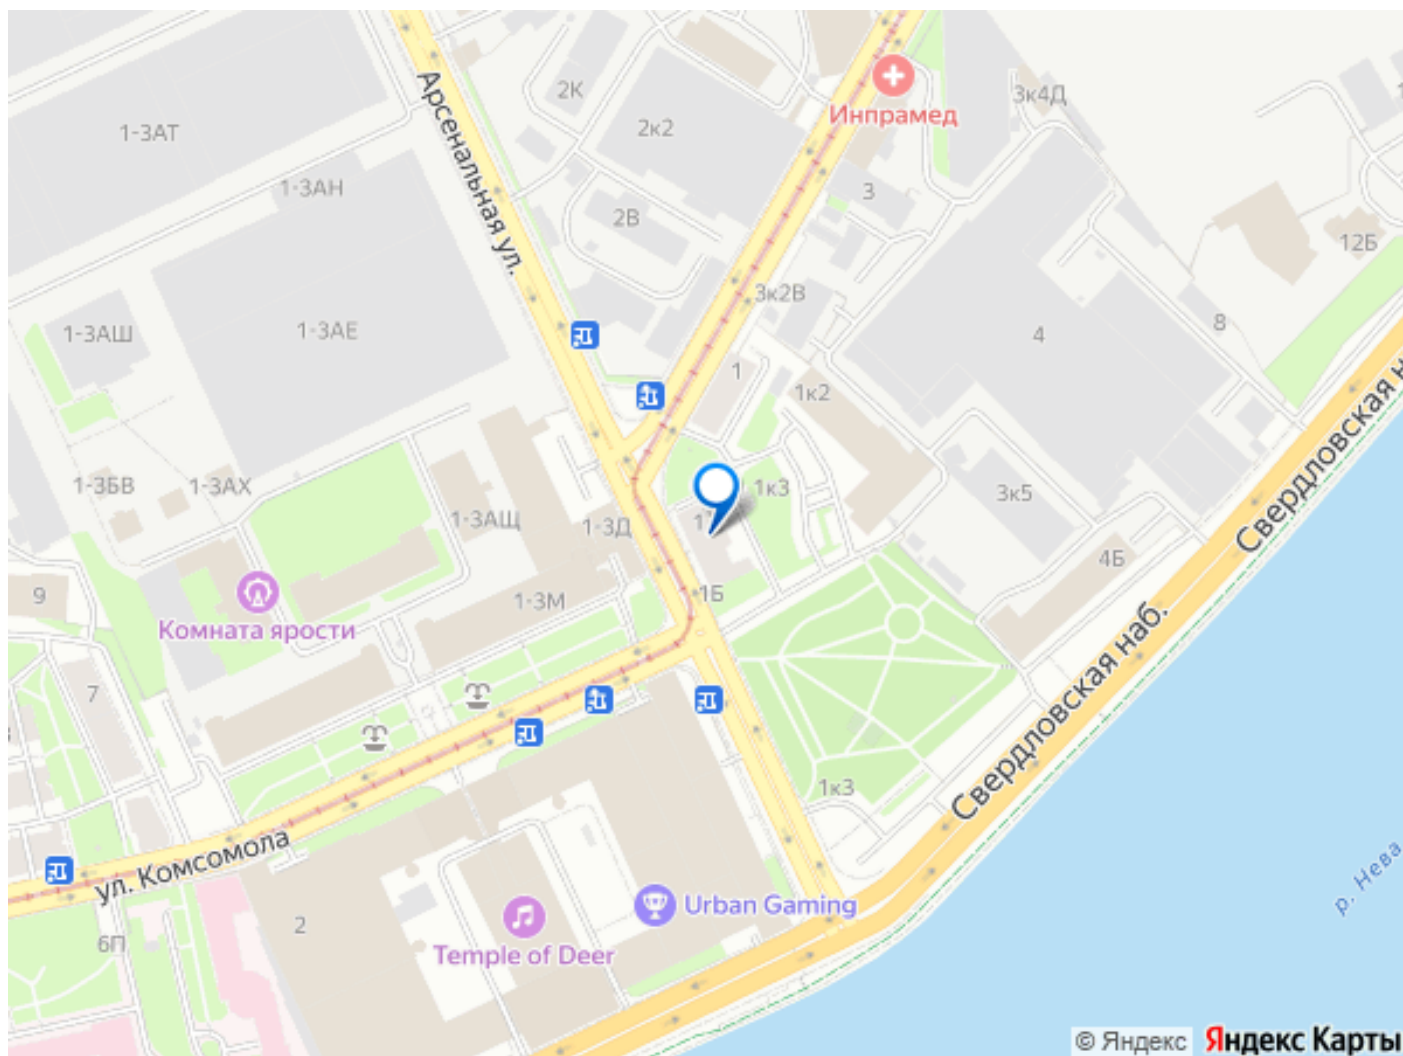 2К
3к4Д
Инпрамед
1-3АТ
2к2
Арсенальная ул.
1-3АН
3
2В
12Б
3к2В
8
1-3АШ
1-3АЕ
4
1
1к2
Свердловская н
1-3БВ
1-3АХ
1к3
3к5
1-3АЩ
1-3Д
4Б
9
1Б
1-3М
Комната ярости
Свердловская наб.
7
1к3
ул. Комсомола
р. Нева
Urban Gaming
2
6П
Temple of Deer
© Яндекс Яндекс Карты